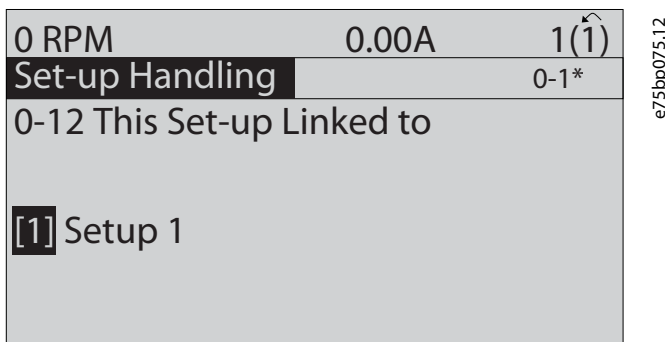 0 RPM 0.00A 1(1)
Set-up Handling 0-1*
0-12 This Set-up Linked to
[1] Setup 1
e75bp075.12